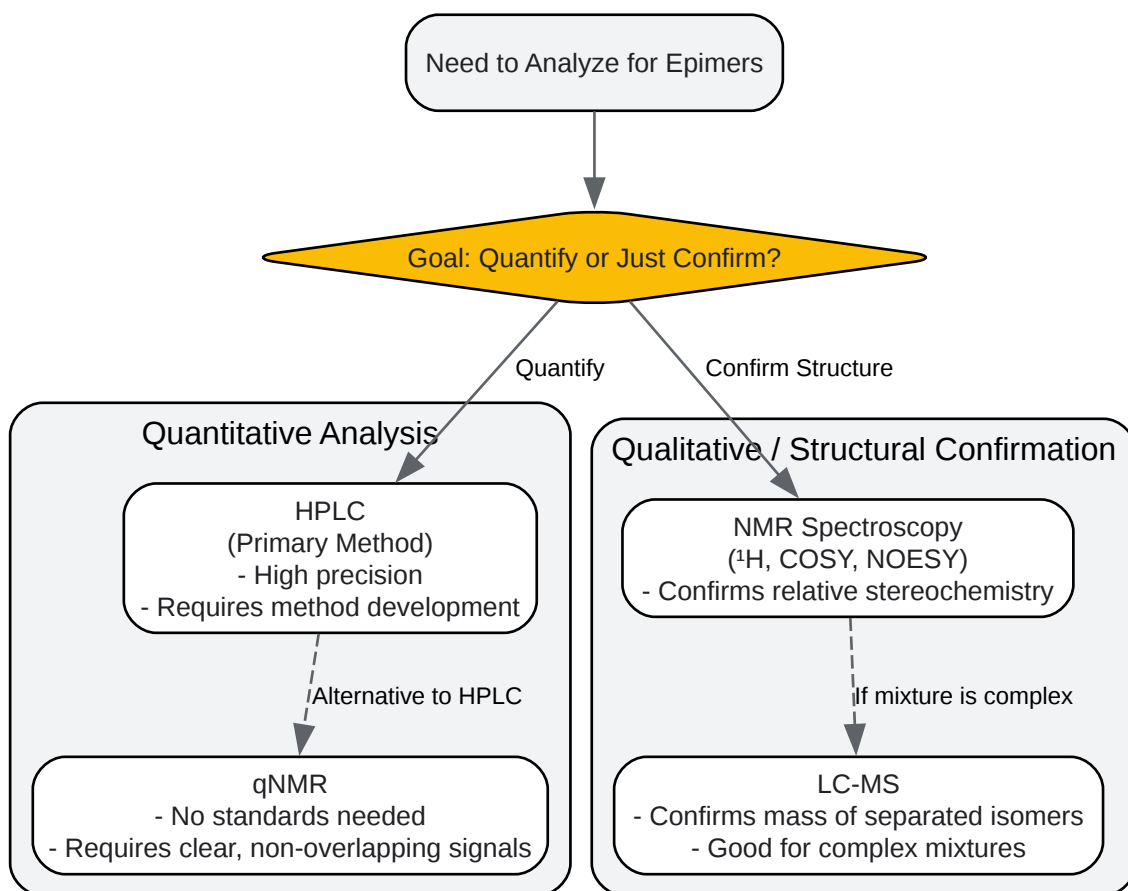 Need to Analyze for Epimers
Goal: Quantify or Just Confirm?
Quantify
Confirm Structure
Quantitative Analysis
HPLC
(Primary Method)
- High precision
- Requires method development
Alternative to HPLC
qNMR
- No standards needed
- Requires clear, non-overlapping signals
Qualitative / Structural Confirmation
NMR Spectroscopy
(¹H, COSY, NOESY)
- Confirms relative stereochemistry
If mixture is complex
LC-MS
- Confirms mass of separated isomers
- Good for complex mixtures